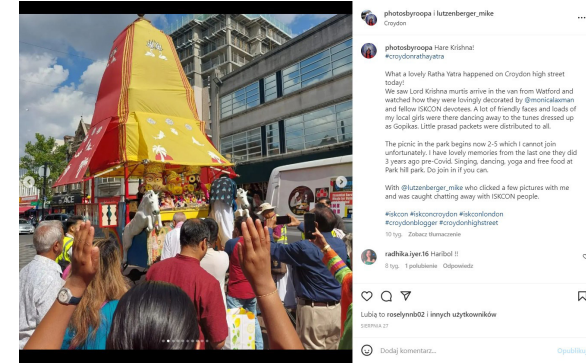 photosbyroopa i lutzenberger_mike
Croydon
photosbyroopa Hare Krishna!
#croydonrathayatra
What a lovely Ratha Yatra happened on Croydon high street
today!
We saw Lord Krishna murtis arrive in the van from Watford and
watched how they were lovingly decorated by @monicalaxman
and fellow ISKCON devotees. A lot of friendly faces and loads of
my local girls were there dancing away to the tunes dressed up
as Gopikas. Little prasad packets were distributed to all.
The picnic in the park begins now 2-5 which I cannot join
unfortunately. I have lovely memories from the last one they did
3 years ago pre-Covid. Singing, dancing, yoga and free food at
Park hill park. Do join in if you can.
With @lutzenberger_mike who clicked a few pictures with me
and was caught chatting away with ISKCON people.
#iskcon #iskconcroydon #iskconlondon
#croydonblogger #croydonhighstreet
10 tyg. Zobacz tłumaczenie
radhika.iyer.16 Haribol !!
8 tyg. 1 polubienie Odpowiedz
Lubią to roselynnb02 i innych użytkowników
SIERPNIA 27
Dodaj komentarz...
Opublikuj